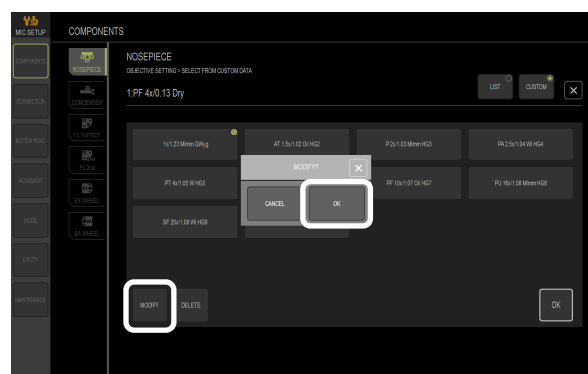 MIC SETUP
COMPONENTS
COMPONENTS
CONNECTION
BUTTON FUNC
MOVEMENT
MODE
UTILITY
MAINTENANCE
NOSEPIECE
CONDENSER
FL TURRET
FL 2nd
EX WHEEL
BA WHEEL
NOSEPIECE
OBJECTIVE SETTING > SELECT FROM CUSTOM DATA
1:PF 4x/0.13 Dry
LIST
CUSTOM
AT 1.5x/1.02 Oil HG2
P 2x/1.03 MImm HG3
PA 2.5x/1.04 WI HG4
PT 4x/1.05 W HG5
PF 10x/1.07 Oil HG7
PU 16x/1.08 MImm HG8
SF 20x/1.09 WI HG9
MODIFY?
CANCEL
OK
MODIFY
DELETE
OK